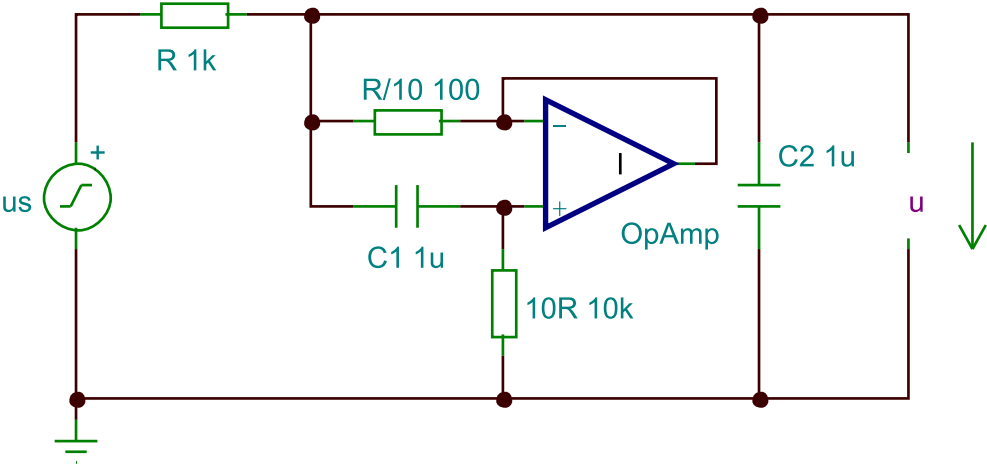 R 1k
R/10 100
+
us
−
+
I
OpAmp
C1 1u
10R 10k
C2 1u
u